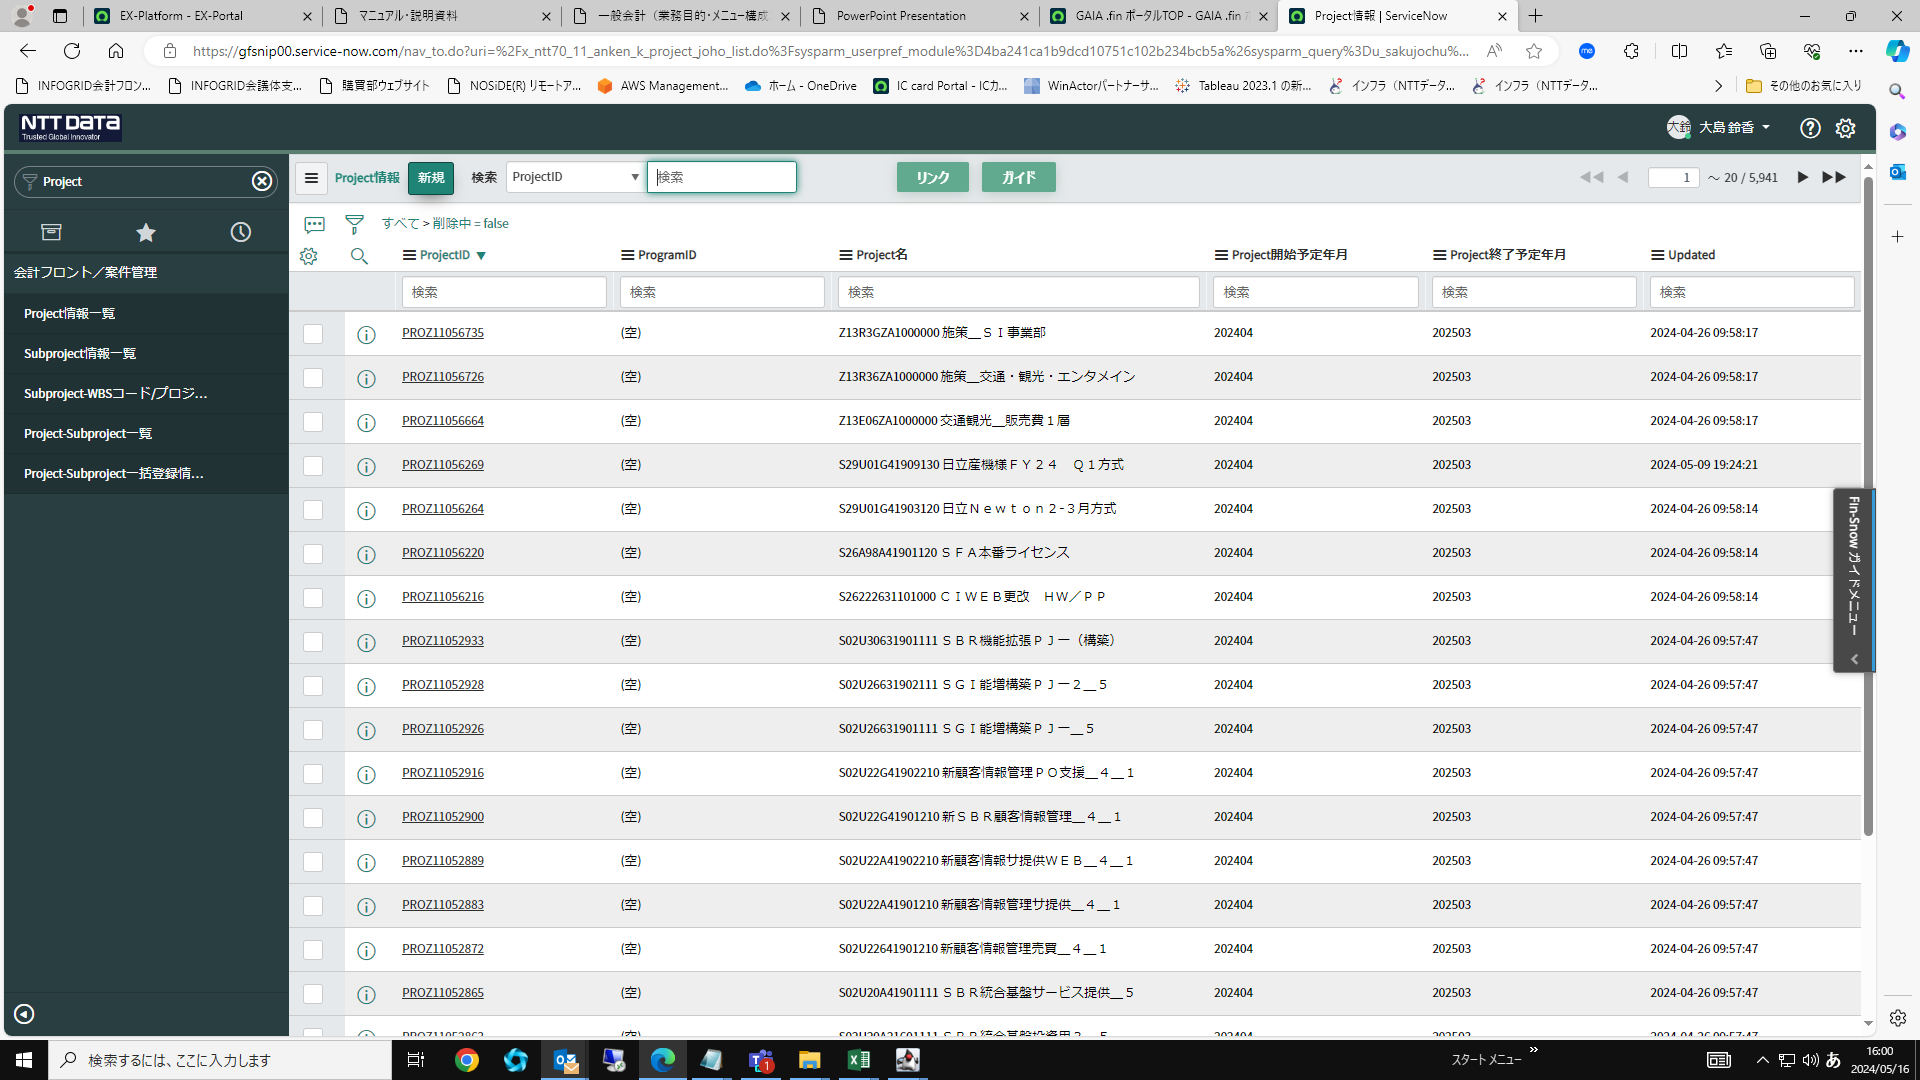 EX-Platform - EX-Portal
マニュアル・説明資料
一般会計（業務目的・メニュー構成
PowerPoint Presentation
GAIA .fin ポータルTOP - GAIA .fin ポ
Project情報 | ServiceNow
https://gfsnip00.service-now.com/nav_to.do?uri=%2Fx_ntt70_11_anken_k_project_joho_list.do%3Fsysparm_userpref_module%3D4ba241ca1b9dcd10751c102b234bcb5a%26sysparm_query%3Du_sakujochu%...
INFOGRID会計フロン...
INFOGRID会議体支...
購買部ウェブサイト
NOSiDE(R) リモートア...
AWS Management...
ホーム - OneDrive
IC card Portal - ICカ...
WinActorパートナーサ...
Tableau 2023.1 の新...
インフラ（NTTデータ...
インフラ（NTTデータ...
その他のお気に入り
NTT DATA
Trusted Global Innovator
大鈴
大島 鈴香
Project
会計フロント／案件管理
Project情報一覧
Subproject情報一覧
Subproject-WBSコード/プロジ...
Project-Subproject一覧
Project-Subproject一括登録情...
Project情報
新規
検索
ProjectID
検索
リンク
ガイド
1 ～ 20 / 5,941
すべて > 削除中 = false
ProjectID ▼ ProgramID Project名 Project開始予定年月 Project終了予定年月 Updated
検索 検索 検索 検索 検索 検索
PROZ11056735 (空) Z13R3GZA1000000 施策＿ＳＩ事業部 202404 202503 2024-04-26 09:58:17
PROZ11056726 (空) Z13R36ZA1000000 施策＿交通・観光・エンタメイン 202404 202503 2024-04-26 09:58:17
PROZ11056664 (空) Z13E06ZA1000000 交通観光＿販売費１層 202404 202503 2024-04-26 09:58:17
PROZ11056269 (空) S29U01G41909130 日立産機様ＦＹ２４　Ｑ１方式 202404 202503 2024-05-09 19:24:21
PROZ11056264 (空) S29U01G41903120 日立Ｎｅｗｔｏｎ２-３月方式 202404 202503 2024-04-26 09:58:14
PROZ11056220 (空) S26A98A41901120 ＳＦＡ本番ライセンス 202404 202503 2024-04-26 09:58:14
PROZ11056216 (空) S26222631101000 ＣＩＷＥＢ更改　ＨＷ／ＰＰ 202404 202503 2024-04-26 09:58:14
PROZ11052933 (空) S02U30631901111 ＳＢＲ機能拡張ＰＪー（構築） 202404 202503 2024-04-26 09:57:47
PROZ11052928 (空) S02U26631902111 ＳＧＩ能増構築ＰＪー２＿５ 202404 202503 2024-04-26 09:57:47
PROZ11052926 (空) S02U26631901111 ＳＧＩ能増構築ＰＪー＿５ 202404 202503 2024-04-26 09:57:47
PROZ11052916 (空) S02U22G41902210 新顧客情報管理ＰＯ支援＿４＿１ 202404 202503 2024-04-26 09:57:47
PROZ11052900 (空) S02U22G41901210 新ＳＢＲ顧客情報管理＿４＿１ 202404 202503 2024-04-26 09:57:47
PROZ11052889 (空) S02U22A41902210 新顧客情報サ提供ＷＥＢ＿４＿１ 202404 202503 2024-04-26 09:57:47
PROZ11052883 (空) S02U22A41901210 新顧客情報管理サ提供＿４＿１ 202404 202503 2024-04-26 09:57:47
PROZ11052872 (空) S02U22641901210 新顧客情報管理売買＿４＿１ 202404 202503 2024-04-26 09:57:47
PROZ11052865 (空) S02U20A41901111 ＳＢＲ統合基盤サービス提供＿５ 202404 202503 2024-04-26 09:57:47
Fin-Snow ガイドメニュー
検索するには、ここに入力します
スタート メニュー
1
あ
16:00
2024/05/16